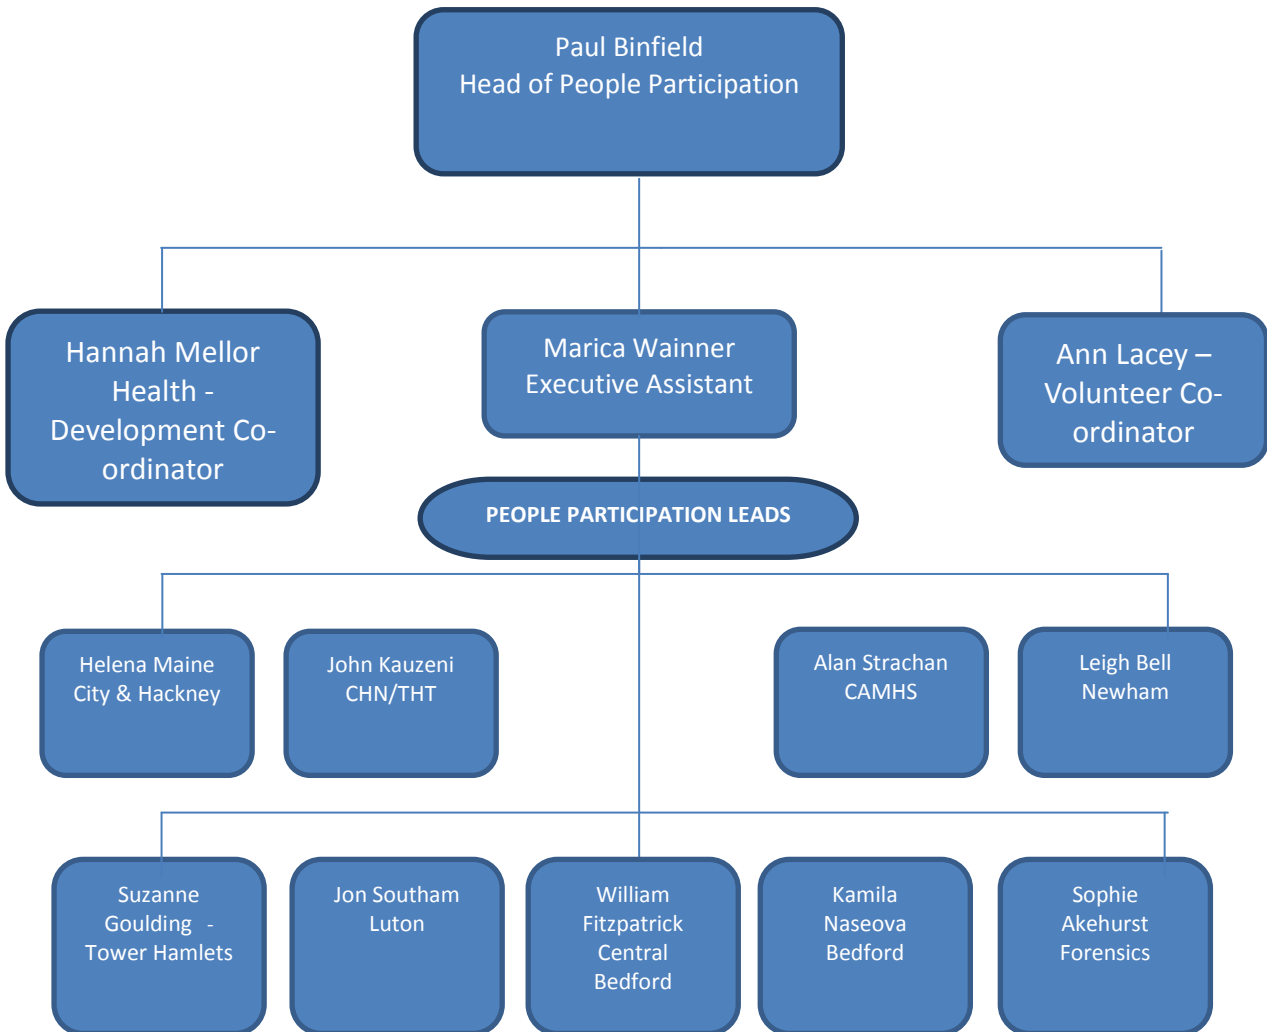 Paul Binfield
Head of People Participation
Hannah Mellor
Health -
Development Co-
ordinator
Marica Wainner
Executive Assistant
Ann Lacey –
Volunteer Co-
ordinator
PEOPLE PARTICIPATION LEADS
Helena Maine
City & Hackney
John Kauzeni
CHN/THT
Alan Strachan
CAMHS
Leigh Bell
Newham
Suzanne
Goulding -
Tower Hamlets
Jon Southam
Luton
William
Fitzpatrick
Central
Bedford
Kamila
Naseova
Bedford
Sophie
Akehurst
Forensics